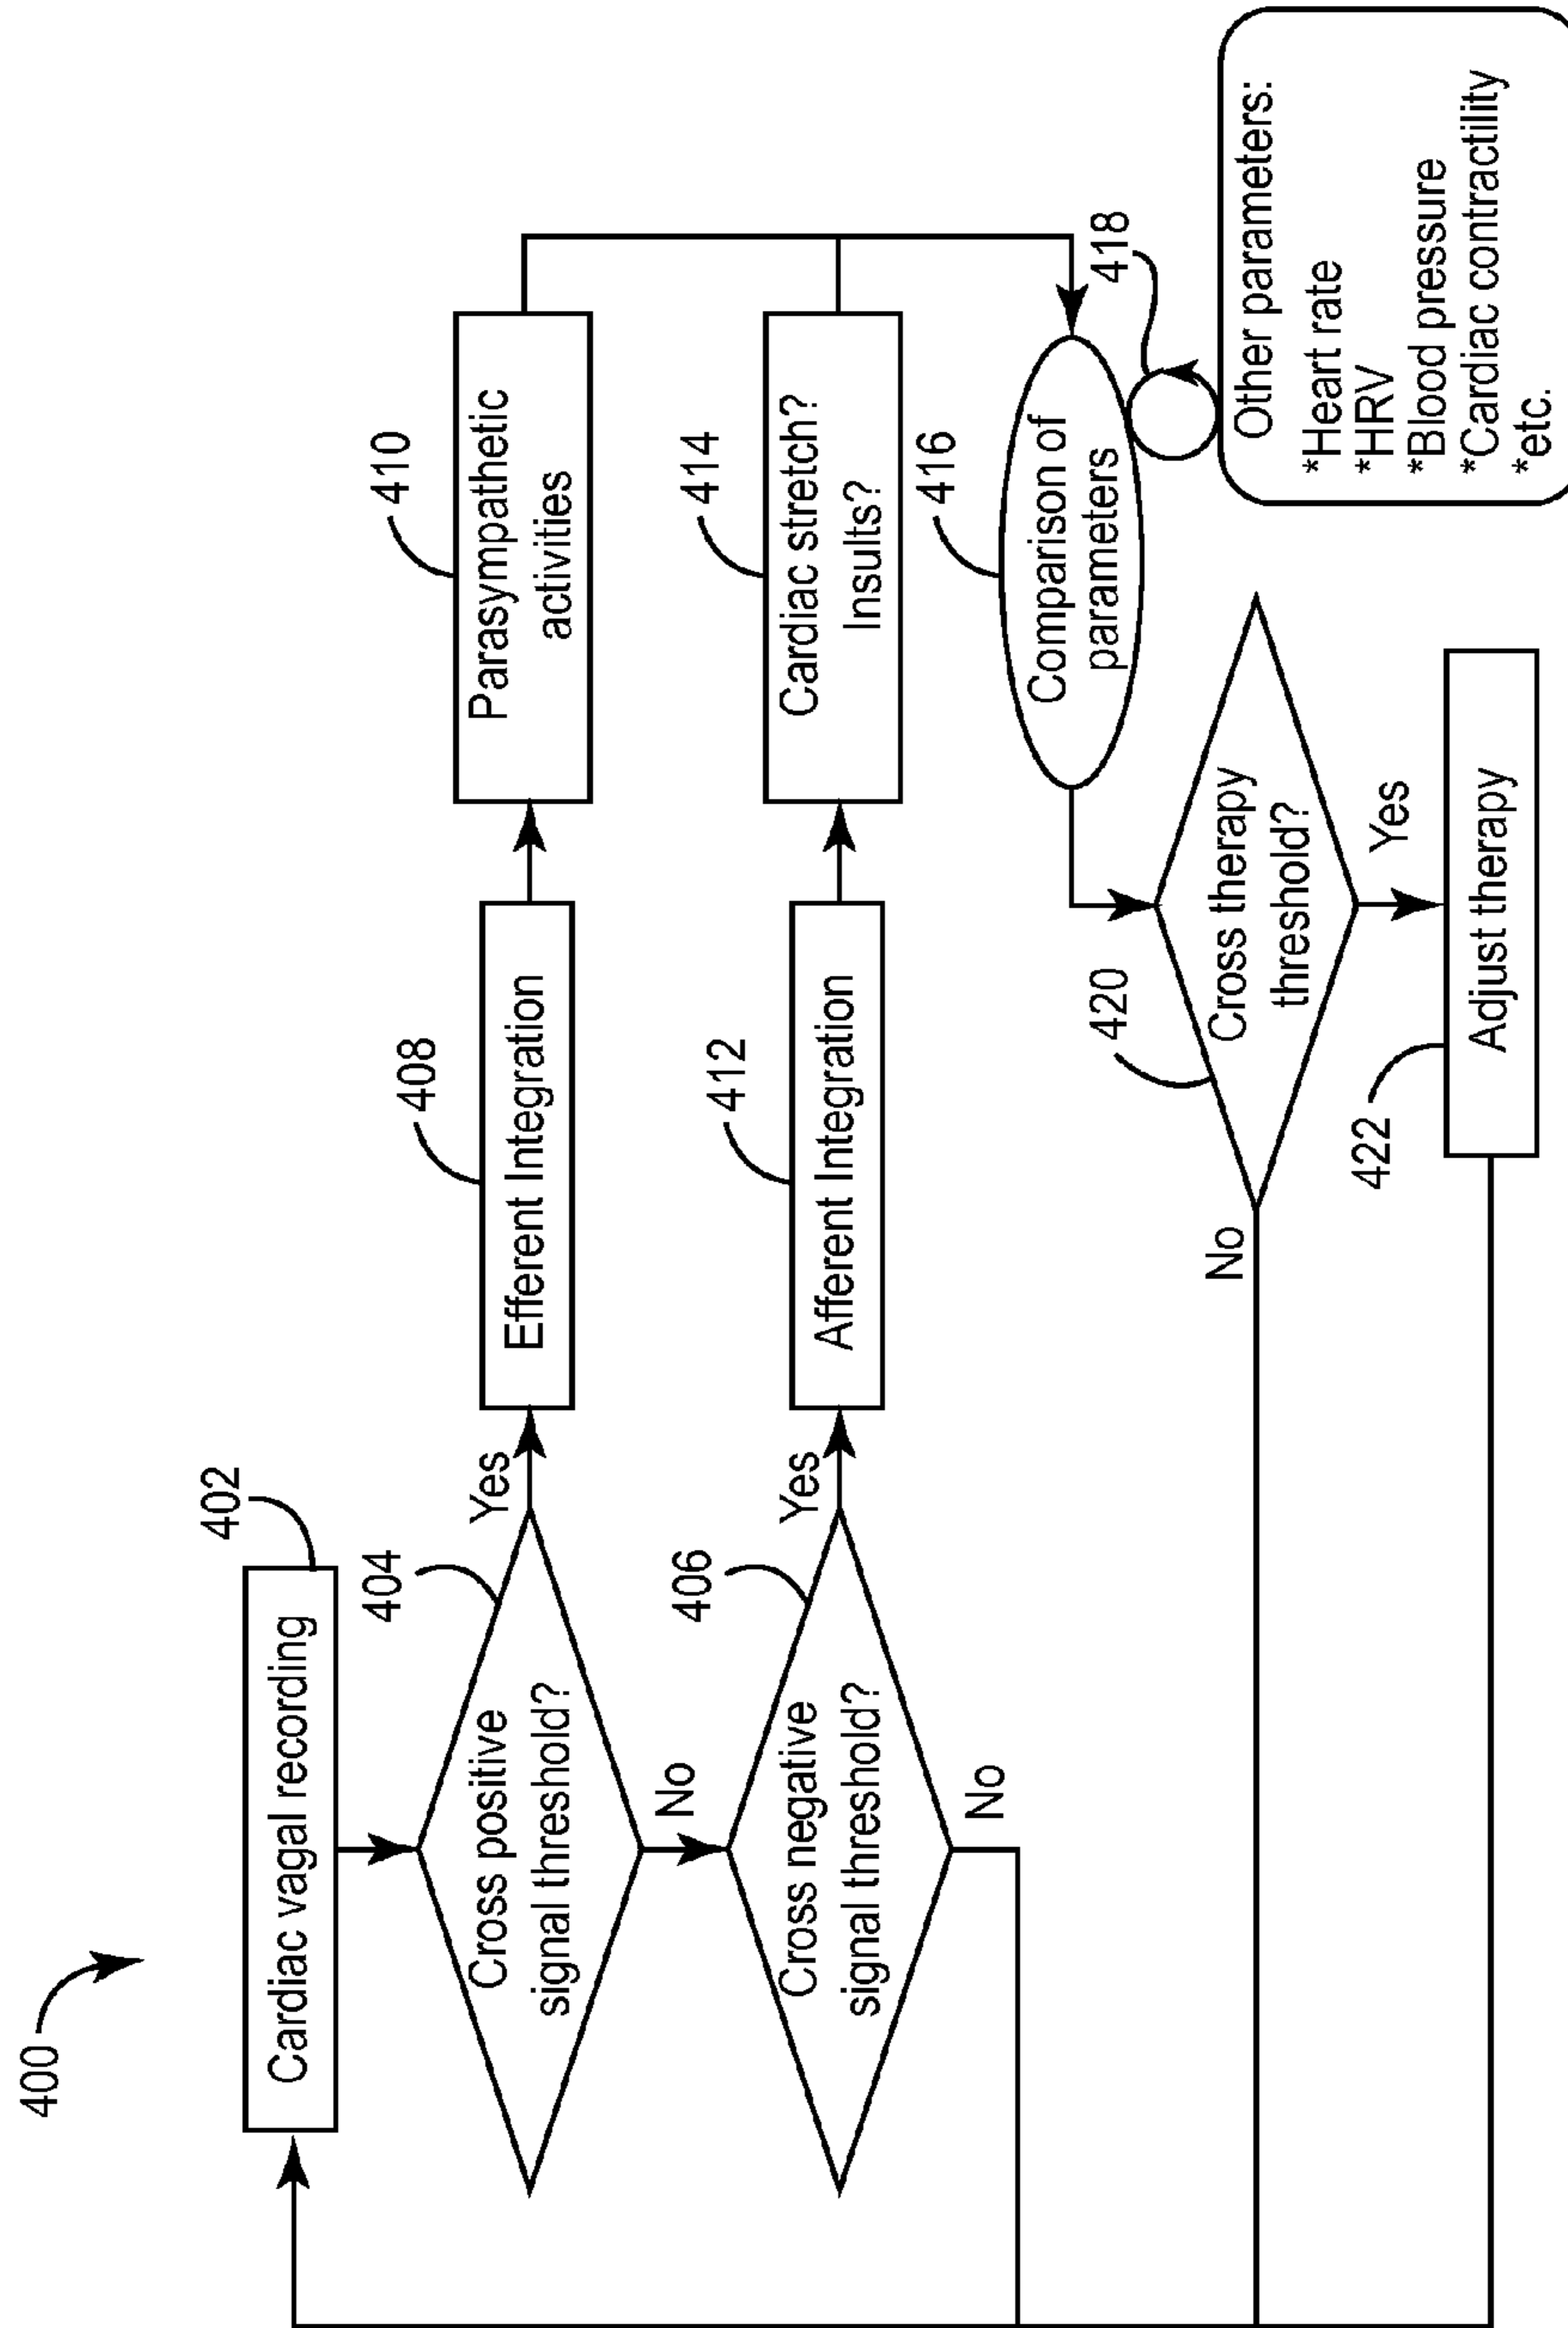 400
402
Cardiac vagal recording
404
Cross positive
signal threshold?
Yes
No
408
Efferent Integration
410
Parasympathetic
activities
406
Cross negative
signal threshold?
Yes
No
412
Afferent Integration
414
Cardiac stretch?
Insults?
416
Comparison of
parameters
418
Other parameters:
*Heart rate
*HRV
*Blood pressure
*Cardiac contractility
*etc.
420
Cross therapy
threshold?
No
Yes
422
Adjust therapy